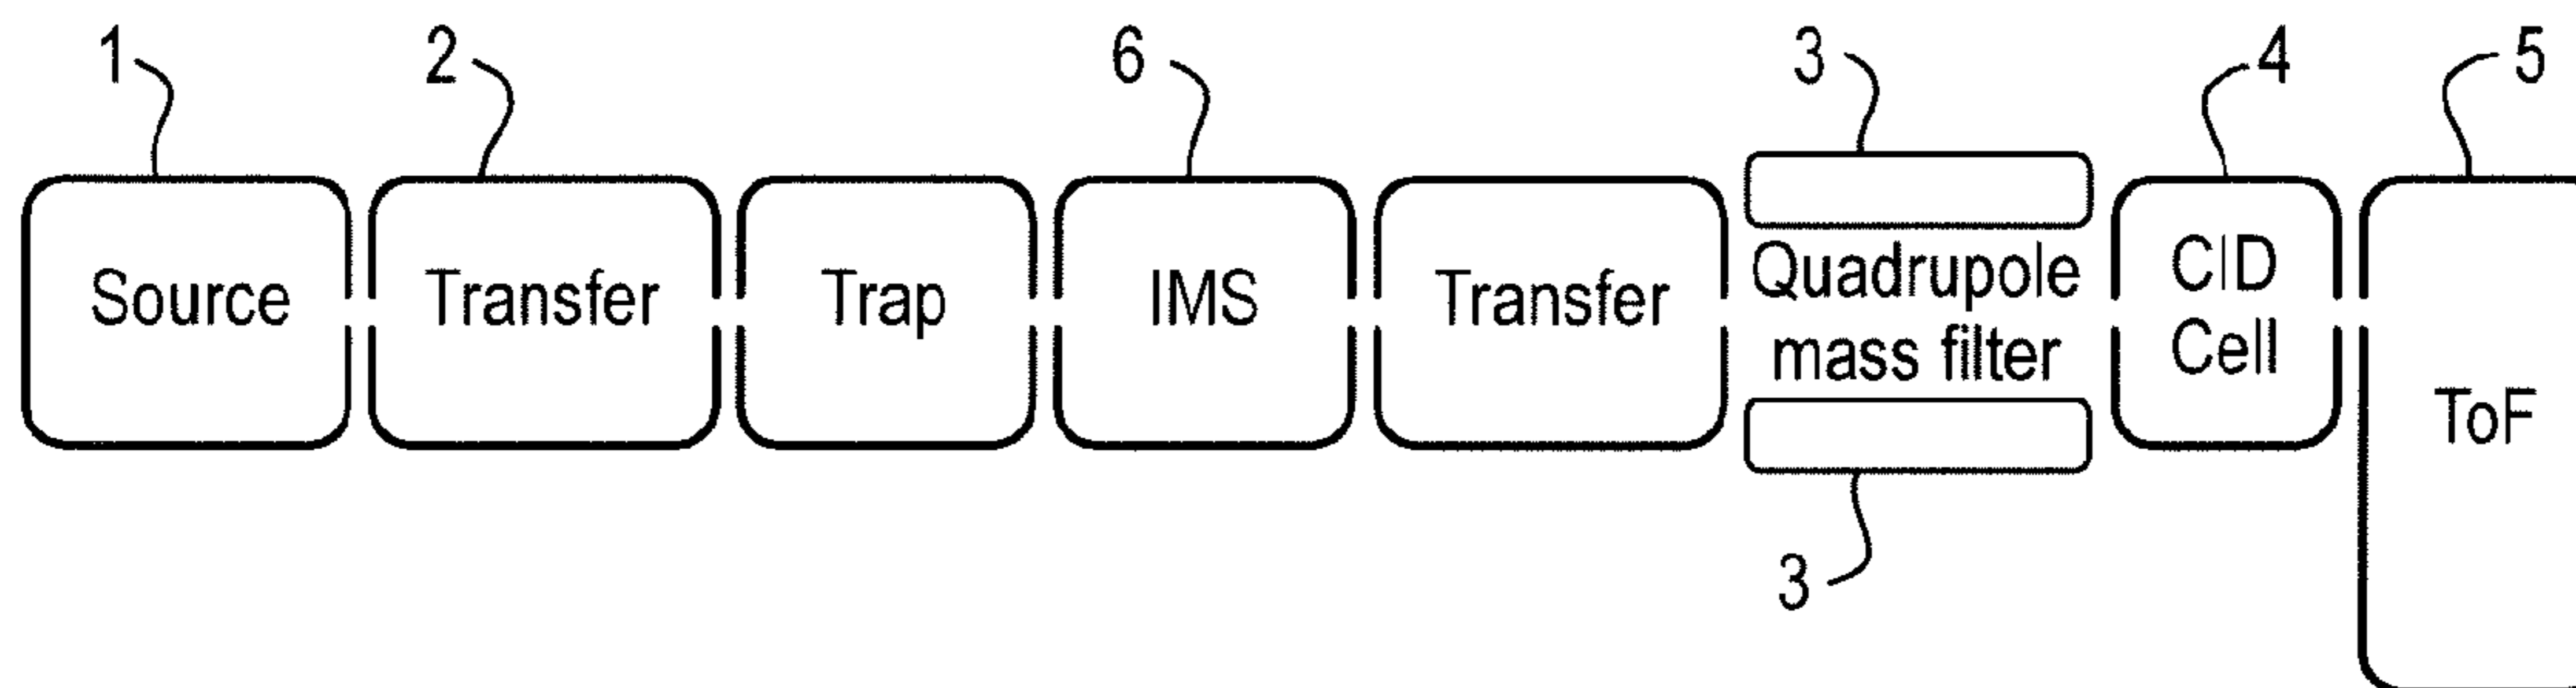 1
2
6
3
4
5
Source
Transfer
Trap
IMS
Transfer
Quadrupole
mass filter
CID
Cell
ToF
3